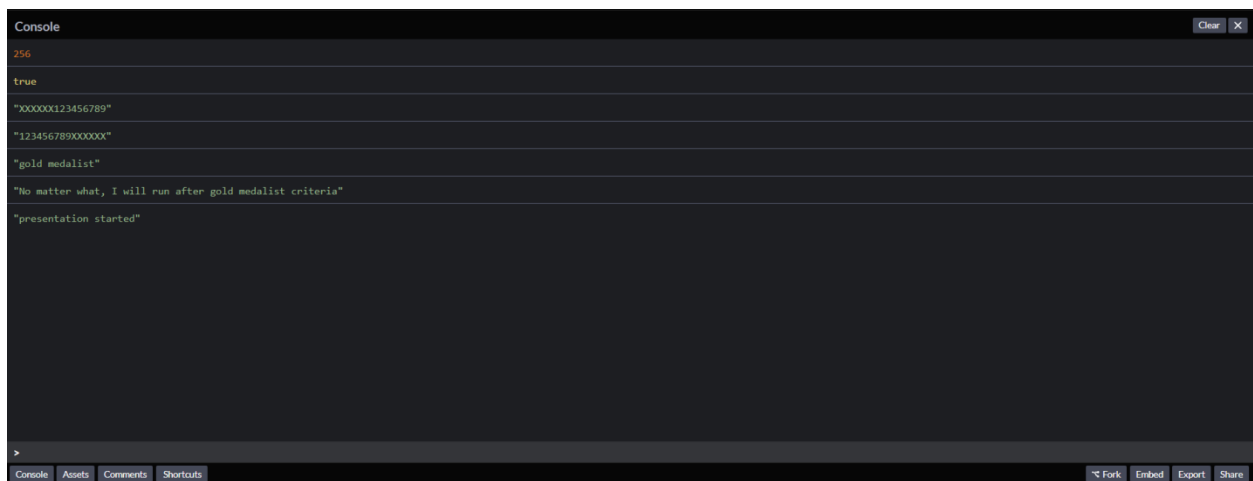 Console
Clear X
256
true
"XXXXXX123456789"
"123456789XXXXXX"
"gold medalist"
"No matter what, I will run after gold medalist criteria"
"presentation started"
>
Console Assets Comments Shortcuts Fork Embed Export Share